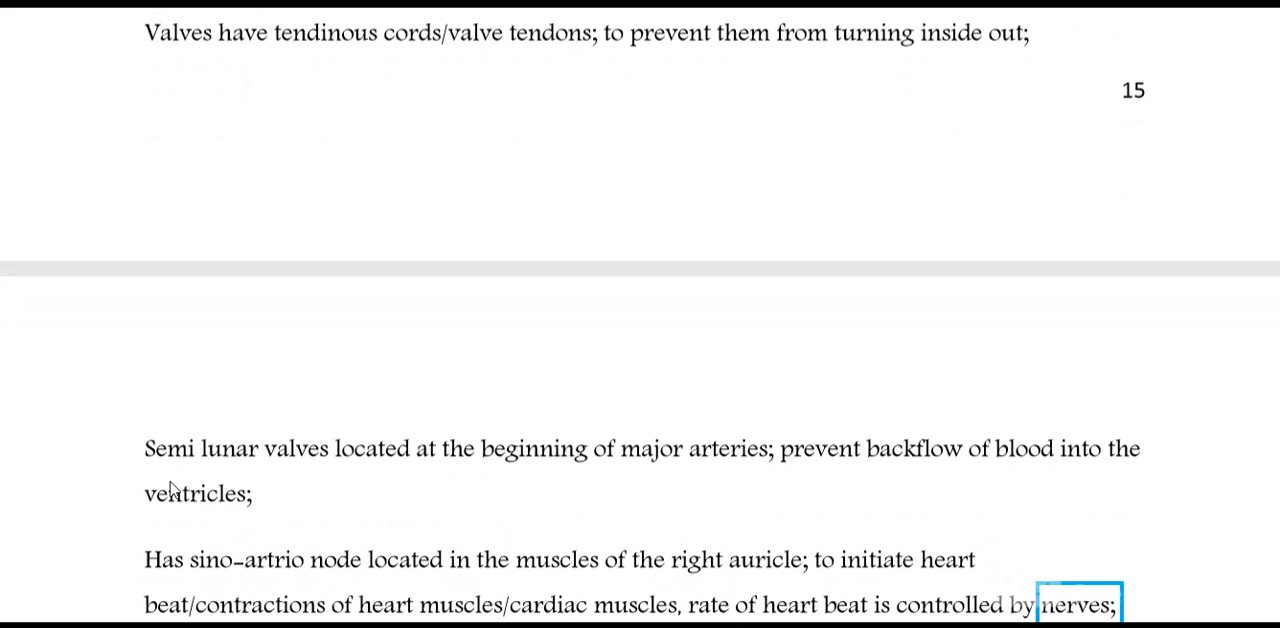 Valves have tendinous cords/valve tendons; to prevent them from turning inside out;
15
Semi lunar valves located at the beginning of major arteries; prevent backflow of blood into the
ventricles;
Has sino-artrio node located in the muscles of the right auricle; to initiate heart
beat/contractions of heart muscles/cardiac muscles, rate of heart beat is controlled by nerves;